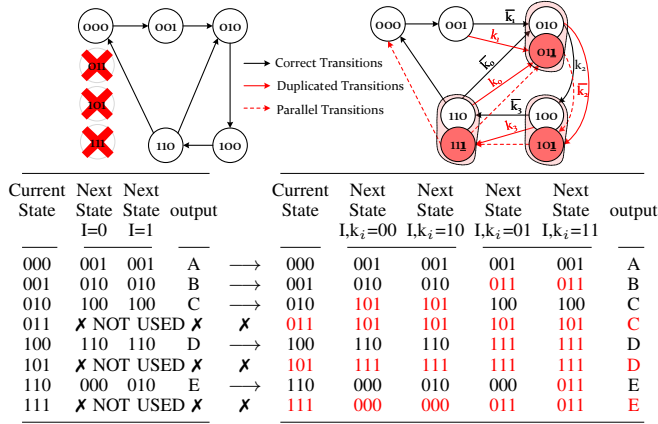 000 001 010
011
101
111
110 100
Correct Transitions
Duplicated Transitions
Parallel Transitions
000 001 k̅₁ 010
k₁ 011
k̅₀ k₀ k₂ k̅₂
110 k̅₃ 100
111 k₃ 101
Current State Next State I=0 Next State I=1 output
000 001 001 A ⟶
001 010 010 B ⟶
010 100 100 C ⟶
011 ✗ NOT USED ✗ ✗
100 110 110 D ⟶
101 ✗ NOT USED ✗ ✗
110 000 010 E ⟶
111 ✗ NOT USED ✗ ✗
Current State Next State I,kᵢ=00 Next State I,kᵢ=10 Next State I,kᵢ=01 Next State I,kᵢ=11 output
000 001 001 001 001 A
001 010 010 011 011 B
010 101 101 100 100 C
011 101 101 101 101 C
100 110 110 111 111 D
101 111 111 111 111 D
110 000 010 000 011 E
111 000 000 011 011 E